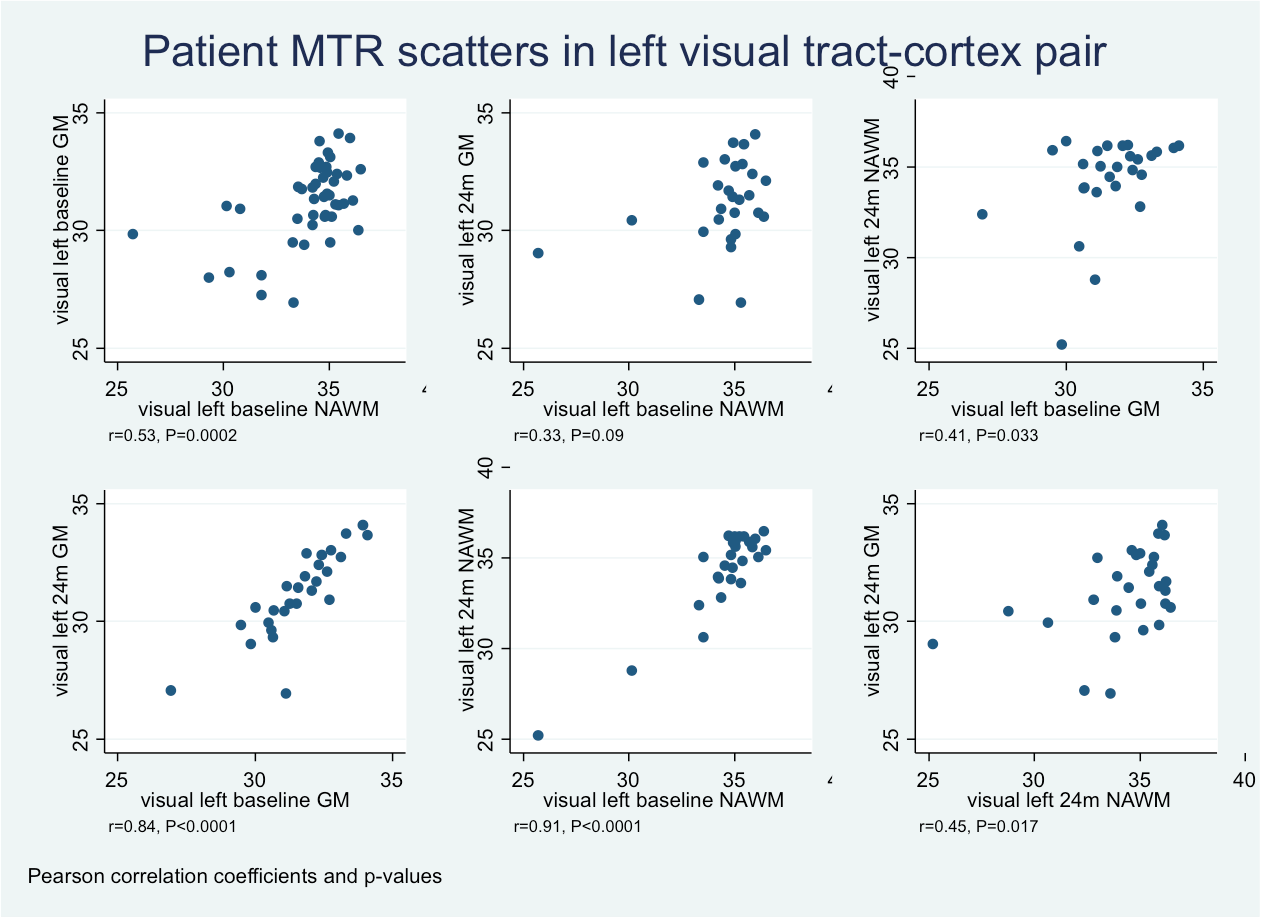 Patient MTR scatters in left visual tract-cortex pair
visual left baseline GM
35
30
25
25 30 35
visual left baseline NAWM
r=0.53, P=0.0002
visual left 24m GM
35
30
25
25 30 35
visual left baseline NAWM
r=0.33, P=0.09
visual left 24m NAWM
40
35
30
25
25 30 35
visual left baseline GM
r=0.41, P=0.033
visual left 24m GM
35
30
25
25 30 35
visual left baseline GM
r=0.84, P<0.0001
visual left 24m NAWM
40
35
30
25
25 30 35
visual left baseline NAWM
r=0.91, P<0.0001
visual left 24m GM
35
30
25
25 30 35 40
visual left 24m NAWM
r=0.45, P=0.017
Pearson correlation coefficients and p-values